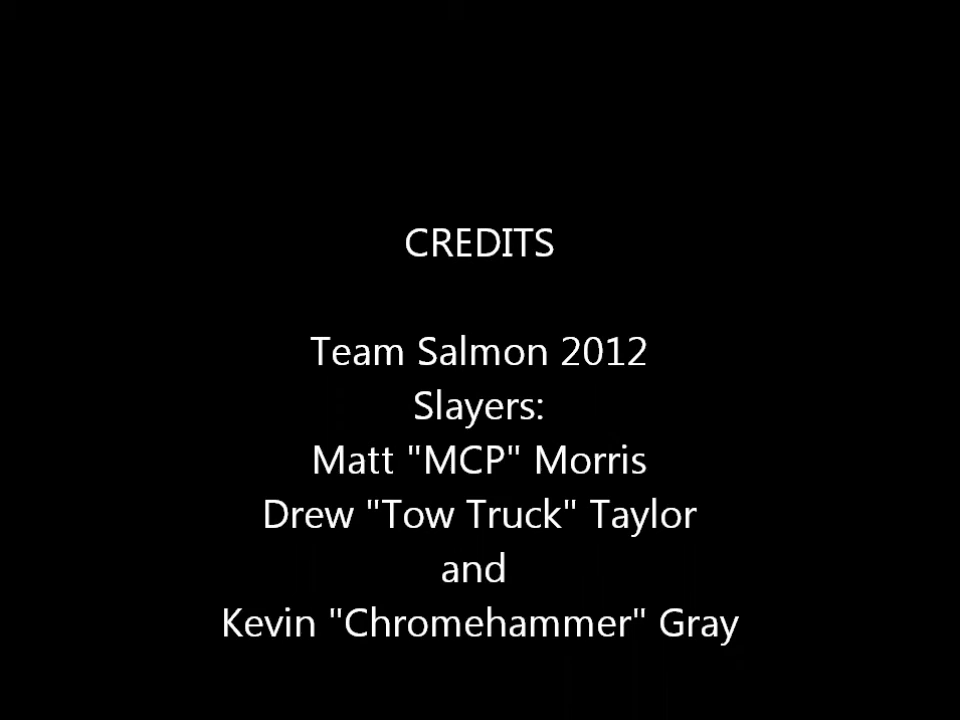 CREDITS
Team Salmon 2012
Slayers:
Matt "MCP" Morris
Drew "Tow Truck" Taylor
and
Kevin "Chromehammer" Gray